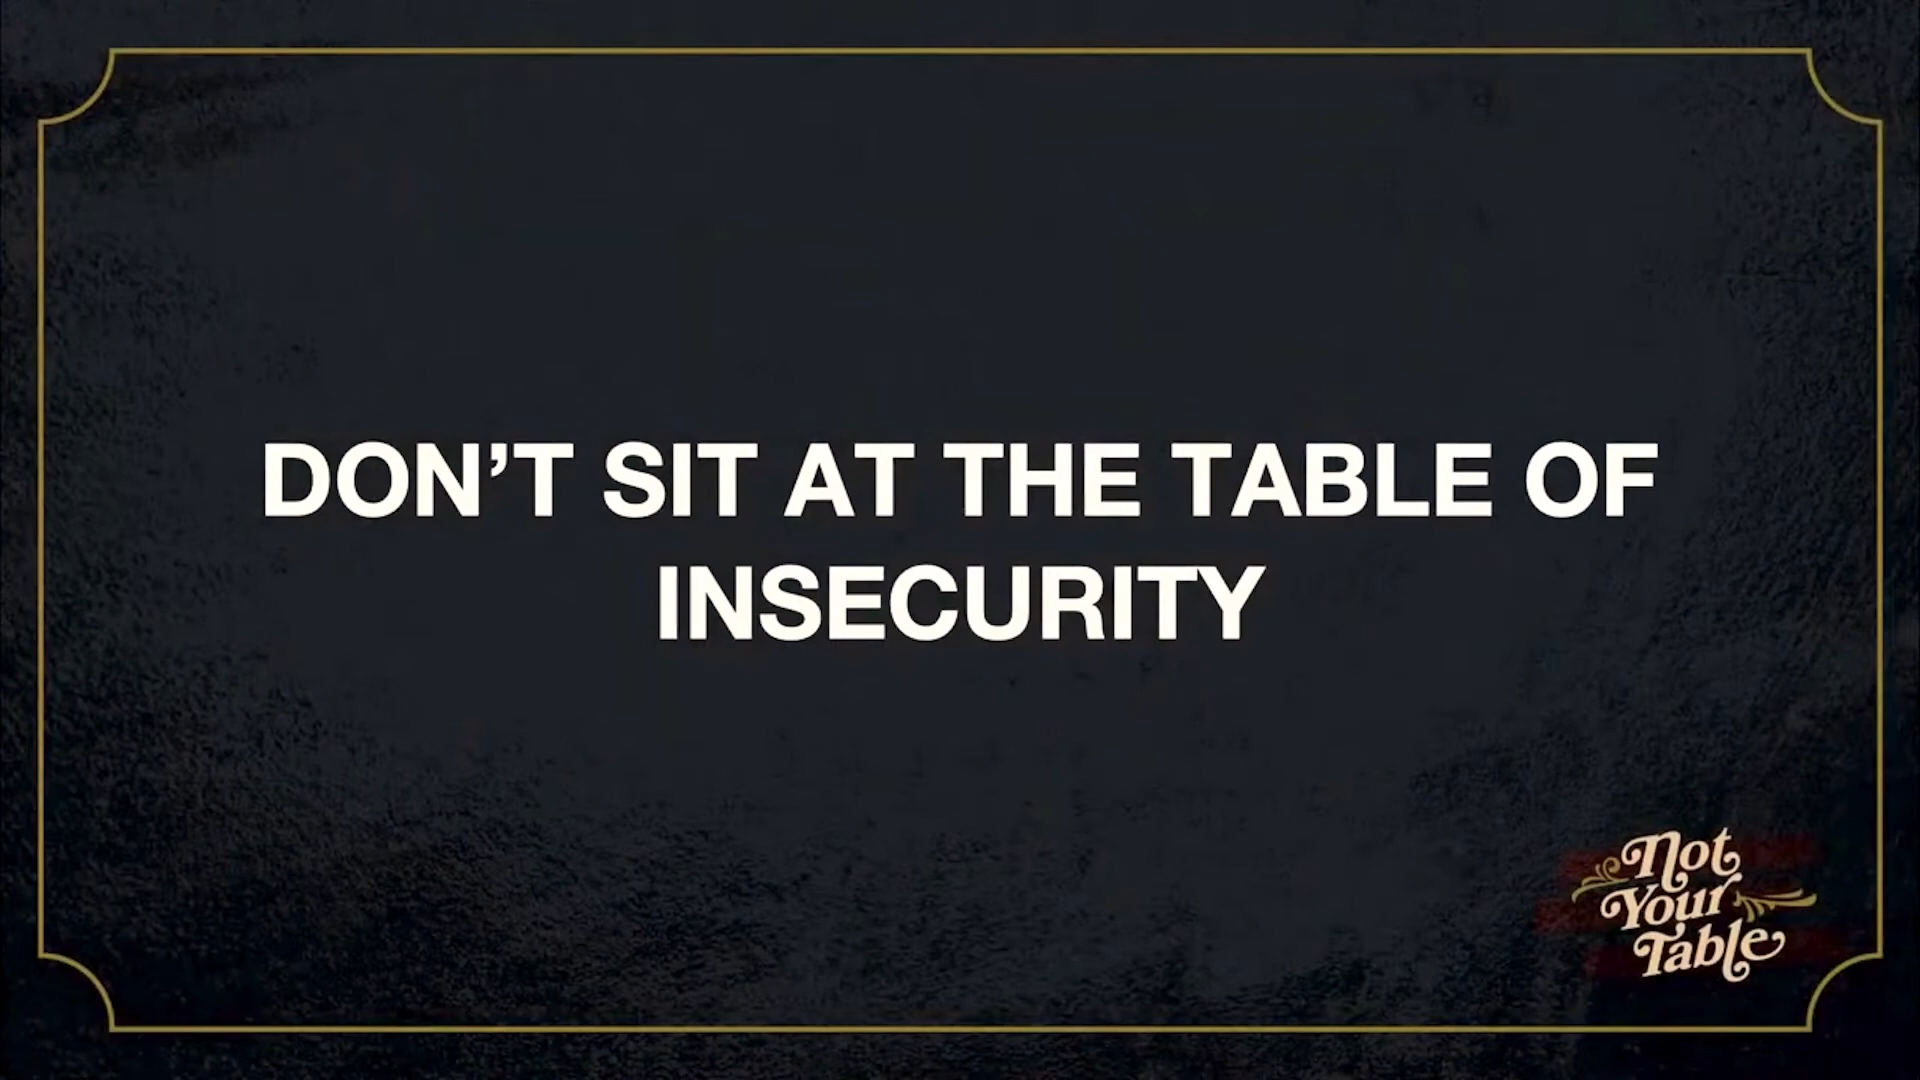 DON’T SIT AT THE TABLE OF
INSECURITY
Not
Your
Table